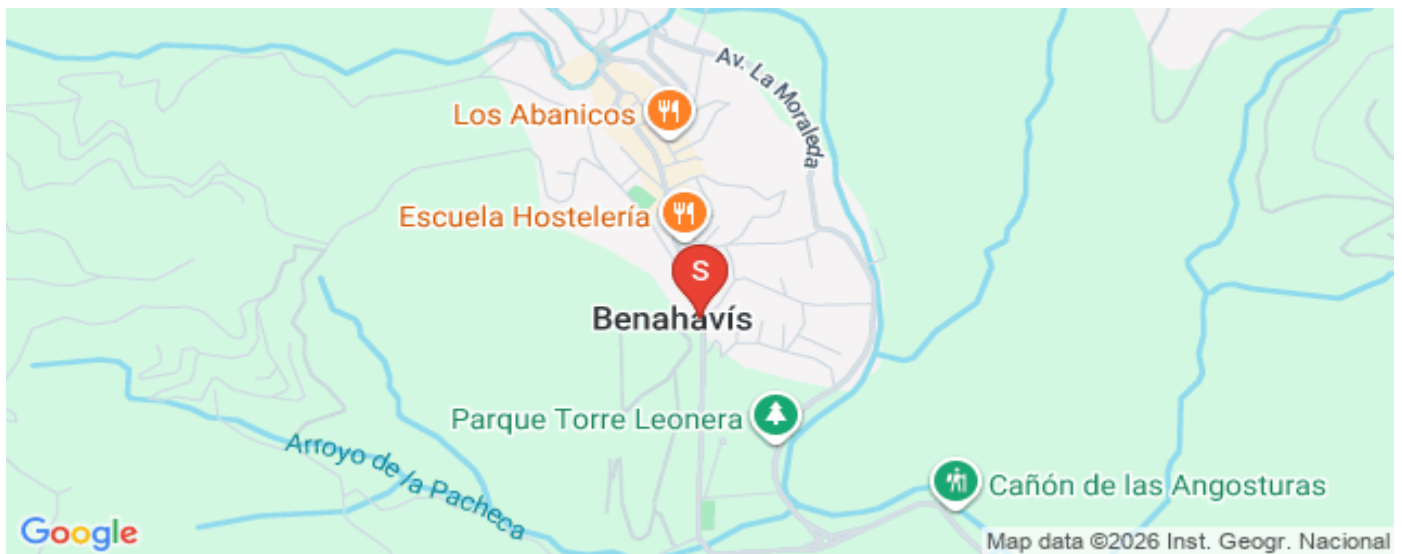 Av. La Moraleda
Los Abanicos
Escuela Hostelería
S
Benahavís
Parque Torre Leonera
Arroyo de la Pacheca
Cañón de las Angosturas
Google
Map data ©2026 Inst. Geogr. Nacional